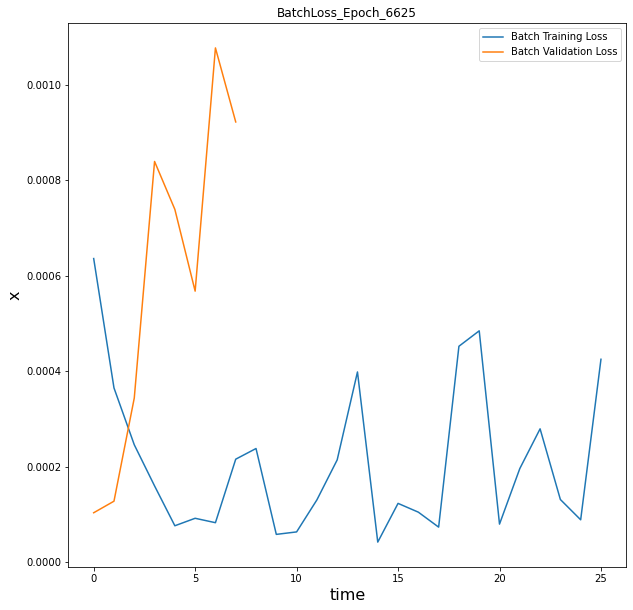 BatchLoss_Epoch_6625
Batch Training Loss
Batch Validation Loss
0.0010
0.0008
0.0006
0.0004
0.0002
0.0000
x
0 5 10 15 20 25
time